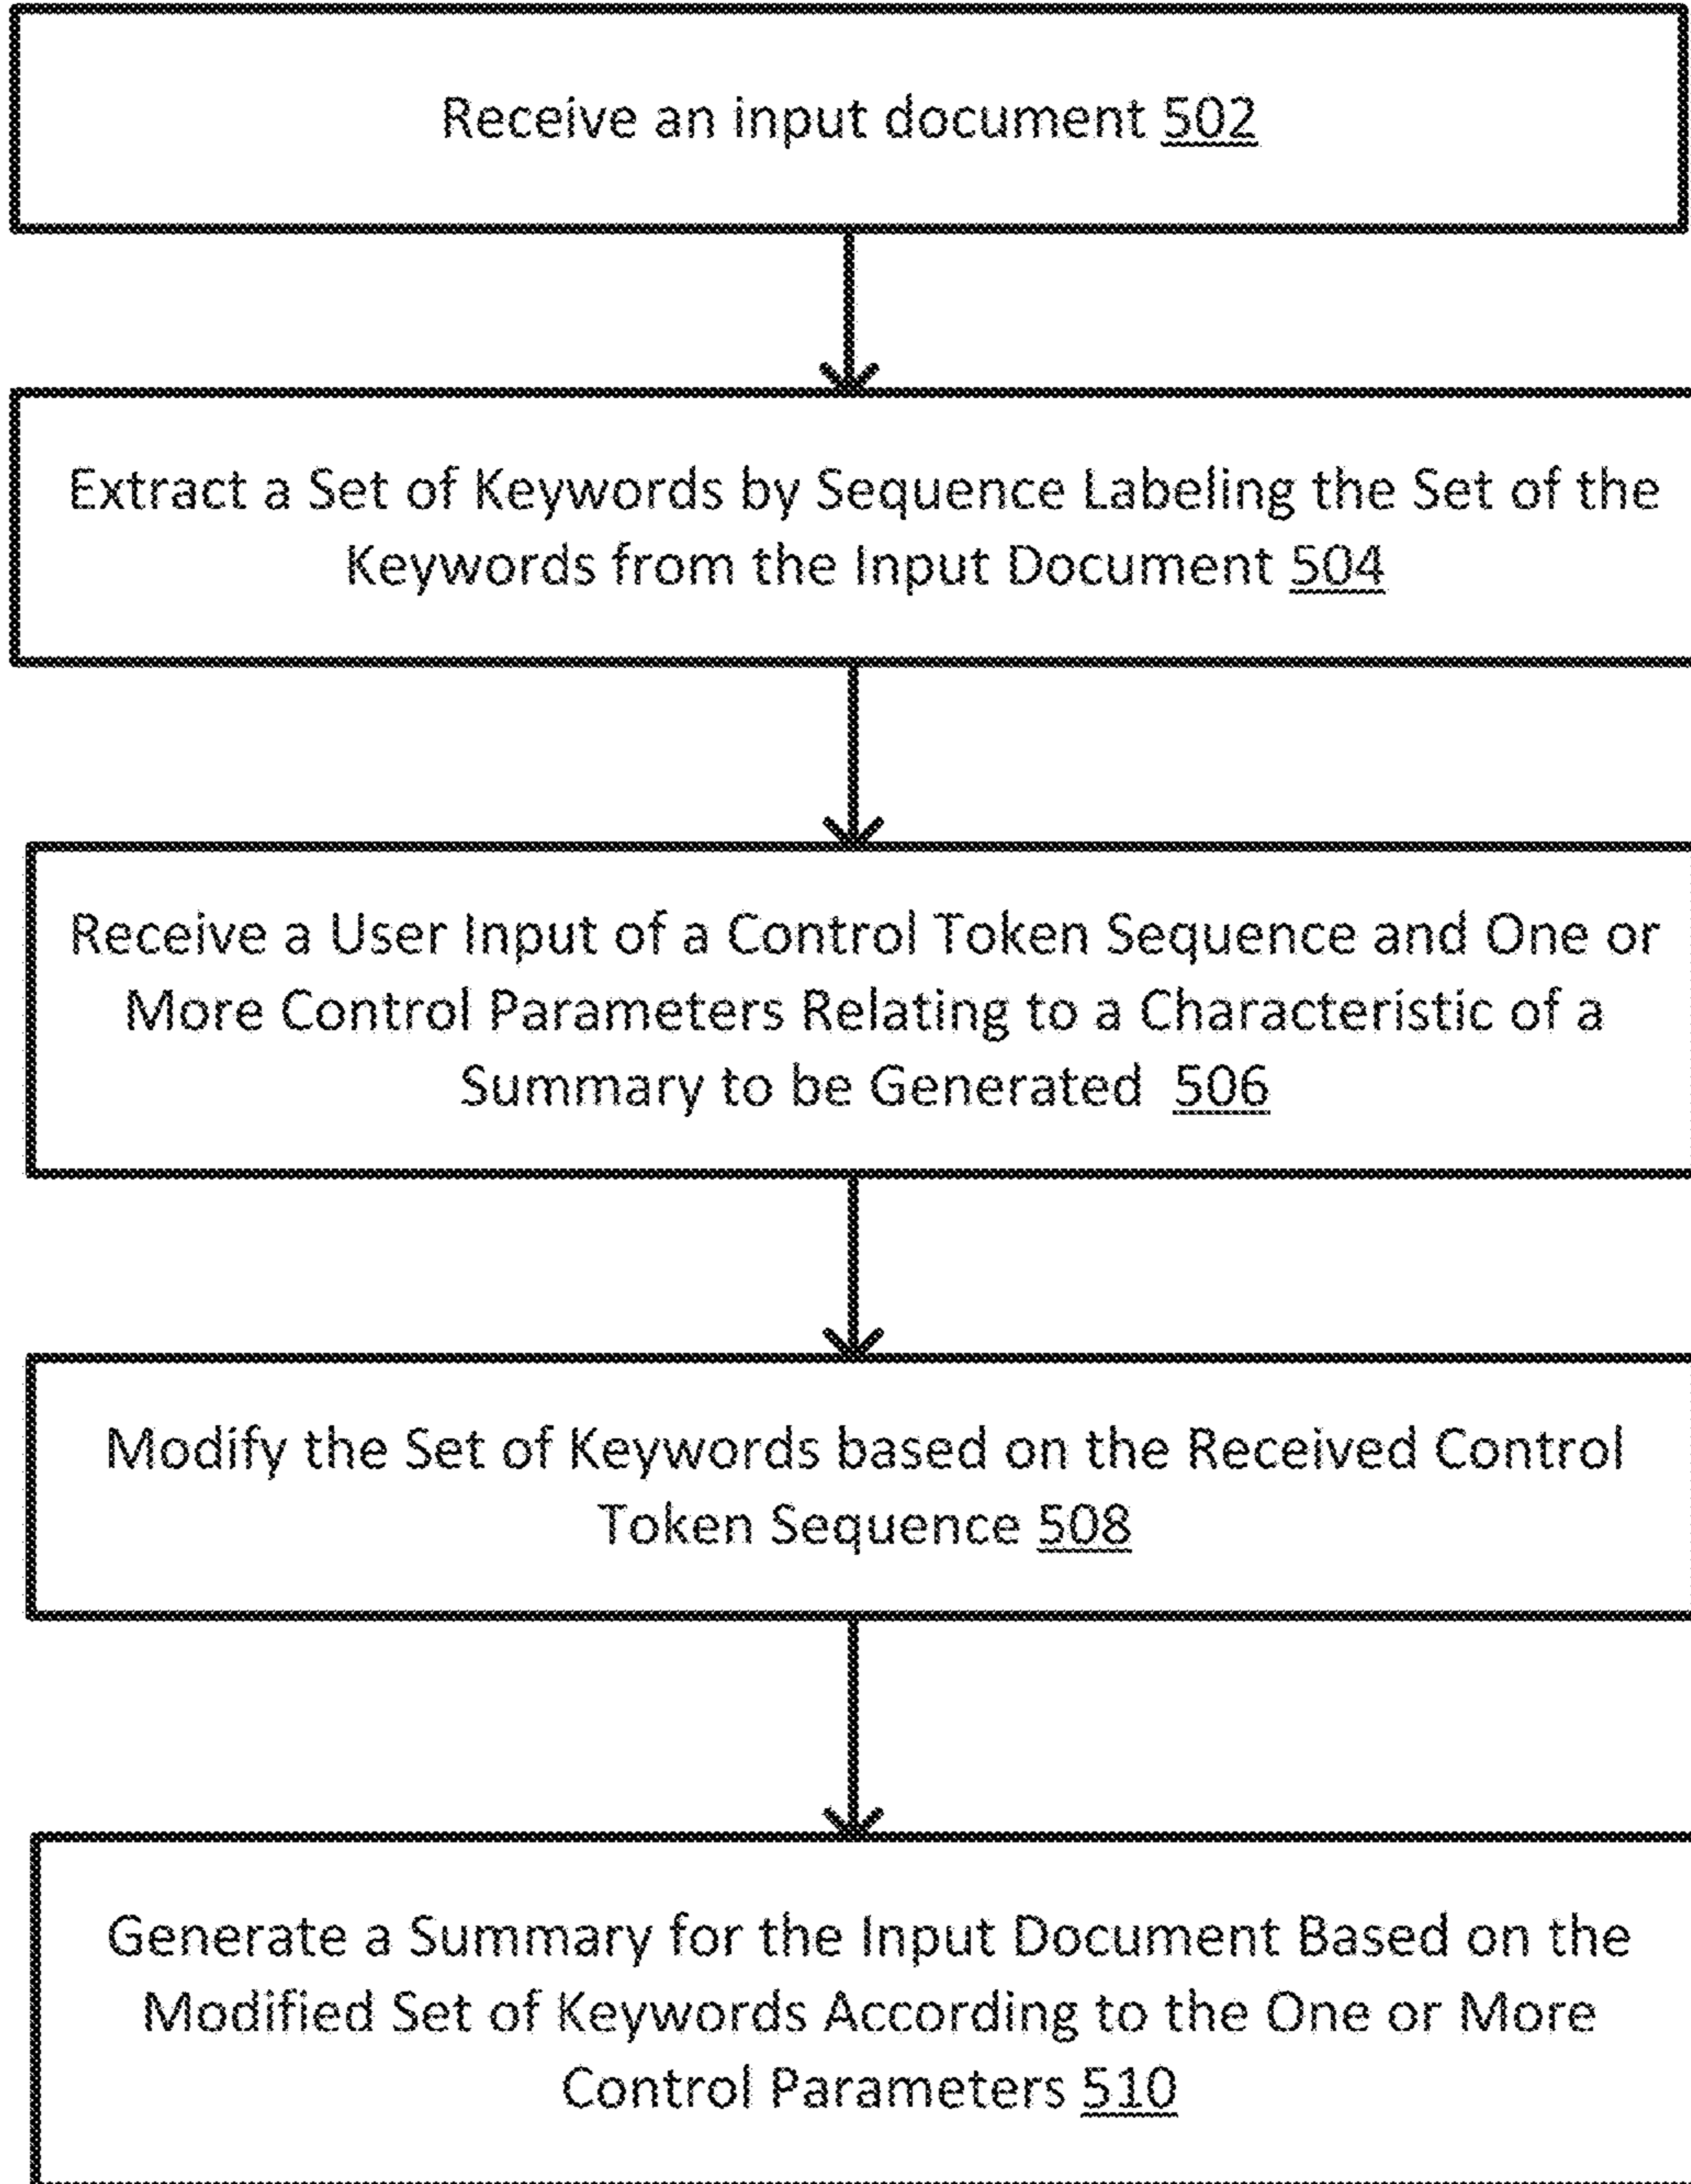 Receive an input document 502
Extract a Set of Keywords by Sequence Labeling the Set of the
Keywords from the Input Document 504
Receive a User Input of a Control Token Sequence and One or
More Control Parameters Relating to a Characteristic of a
Summary to be Generated 506
Modify the Set of Keywords based on the Received Control
Token Sequence 508
Generate a Summary for the Input Document Based on the
Modified Set of Keywords According to the One or More
Control Parameters 510